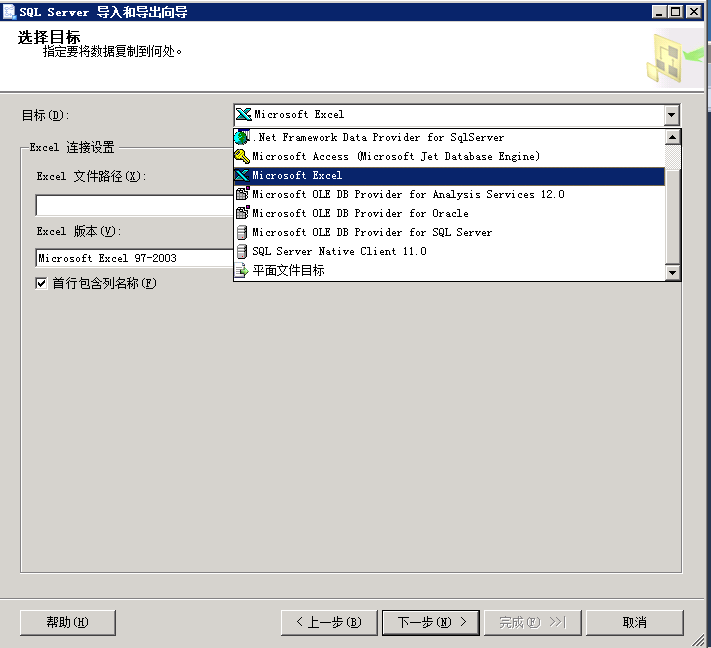 SQL Server 导入和导出向导
选择目标
指定要将数据复制到何处。
目标(D):
Microsoft Excel
.Net Framework Data Provider for SqlServer
Microsoft Access (Microsoft Jet Database Engine)
Microsoft Excel
Microsoft OLE DB Provider for Analysis Services 12.0
Microsoft OLE DB Provider for Oracle
Microsoft OLE DB Provider for SQL Server
SQL Server Native Client 11.0
平面文件目标
Excel 连接设置
Excel 文件路径(X):
Excel 版本(V):
Microsoft Excel 97-2003
首行包含列名称(F)
帮助(H)
< 上一步(B)
下一步(N) >
完成(F) >>|
取消